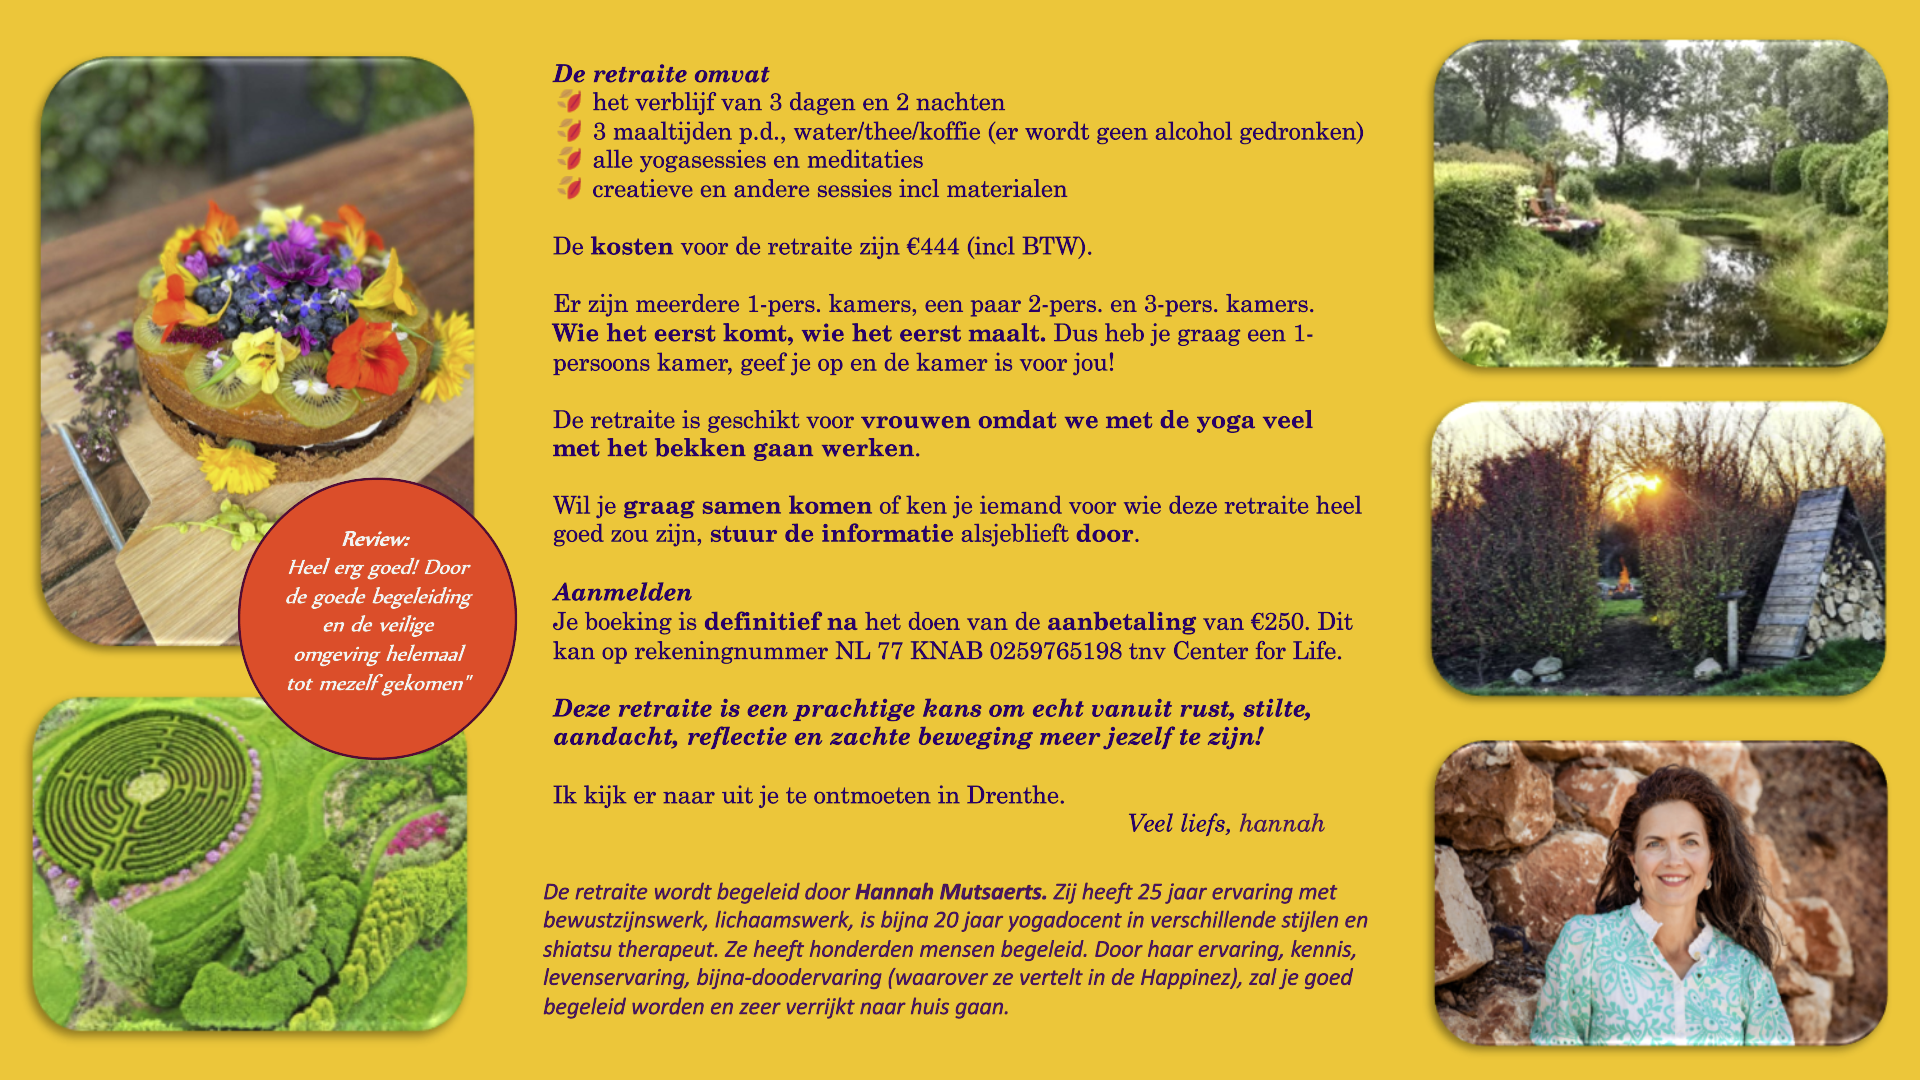 De retraite omvat
het verblijf van 3 dagen en 2 nachten
3 maaltijden p.d., water/thee/koffie (er wordt geen alcohol gedronken)
alle yogasessies en meditaties
creatieve en andere sessies incl materialen
De kosten voor de retraite zijn €444 (incl BTW).
Er zijn meerdere 1-pers. kamers, een paar 2-pers. en 3-pers. kamers.
Wie het eerst komt, wie het eerst maalt. Dus heb je graag een 1-
persoons kamer, geef je op en de kamer is voor jou!
De retraite is geschikt voor vrouwen omdat we met de yoga veel
met het bekken gaan werken.
Wil je graag samen komen of ken je iemand voor wie deze retraite heel
goed zou zijn, stuur de informatie alsjeblieft door.
Aanmelden
Je boeking is definitief na het doen van de aanbetaling van €250. Dit
kan op rekeningnummer NL 77 KNAB 0259765198 tnv Center for Life.
Deze retraite is een prachtige kans om echt vanuit rust, stilte,
aandacht, reflectie en zachte beweging meer jezelf te zijn!
Ik kijk er naar uit je te ontmoeten in Drenthe.
Veel liefs, hannah
De retraite wordt begeleid door Hannah Mutsaerts. Zij heeft 25 jaar ervaring met
bewustzijnswerk, lichaamswerk, is bijna 20 jaar yogadocent in verschillende stijlen en
shiatsu therapeut. Ze heeft honderden mensen begeleid. Door haar ervaring, kennis,
levenservaring, bijna-doodervaring (waarover ze vertelt in de Happinez), zal je goed
begeleid worden en zeer verrijkt naar huis gaan.
Review:
Heel erg goed! Door
de goede begeleiding
en de veilige
omgeving helemaal
tot mezelf gekomen"